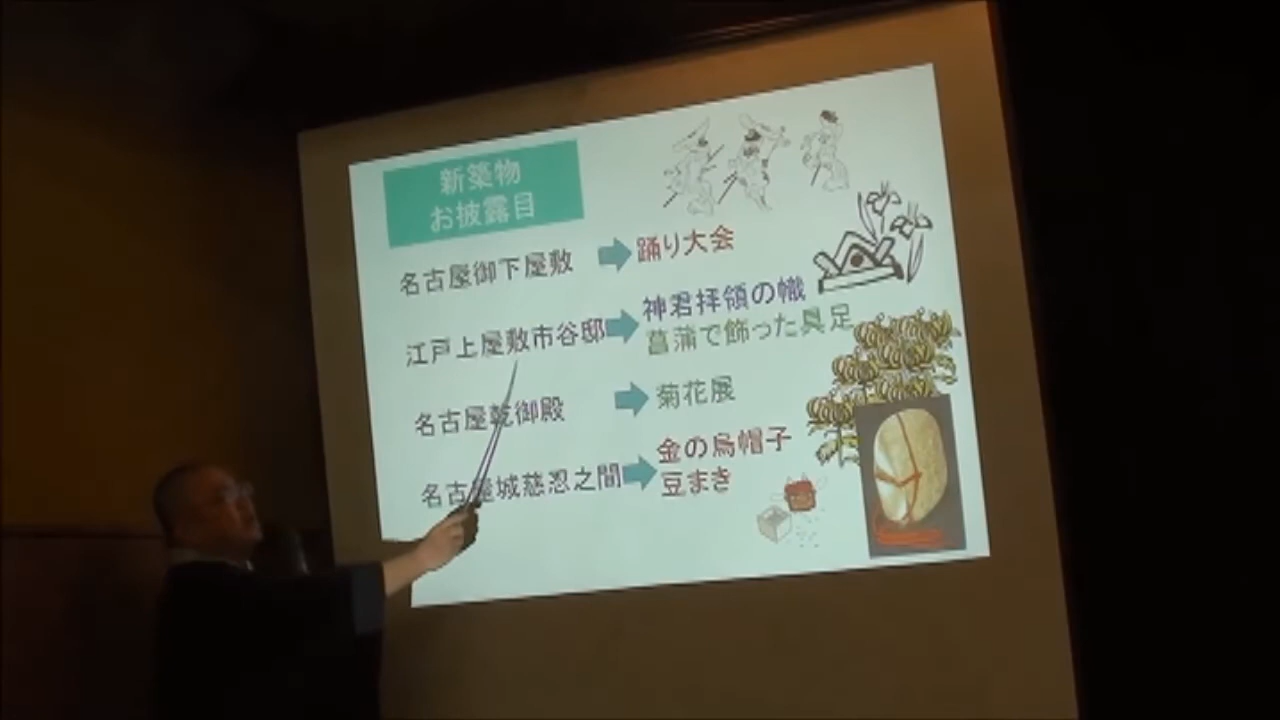 新築物
お披露目
名古屋御下屋敷 踊り大会
江戸上屋敷市谷邸 神君拝領の幟
菖蒲で飾った具足
名古屋乾御殿 菊花展
名古屋城慈忍之間 金の烏帽子
豆まき